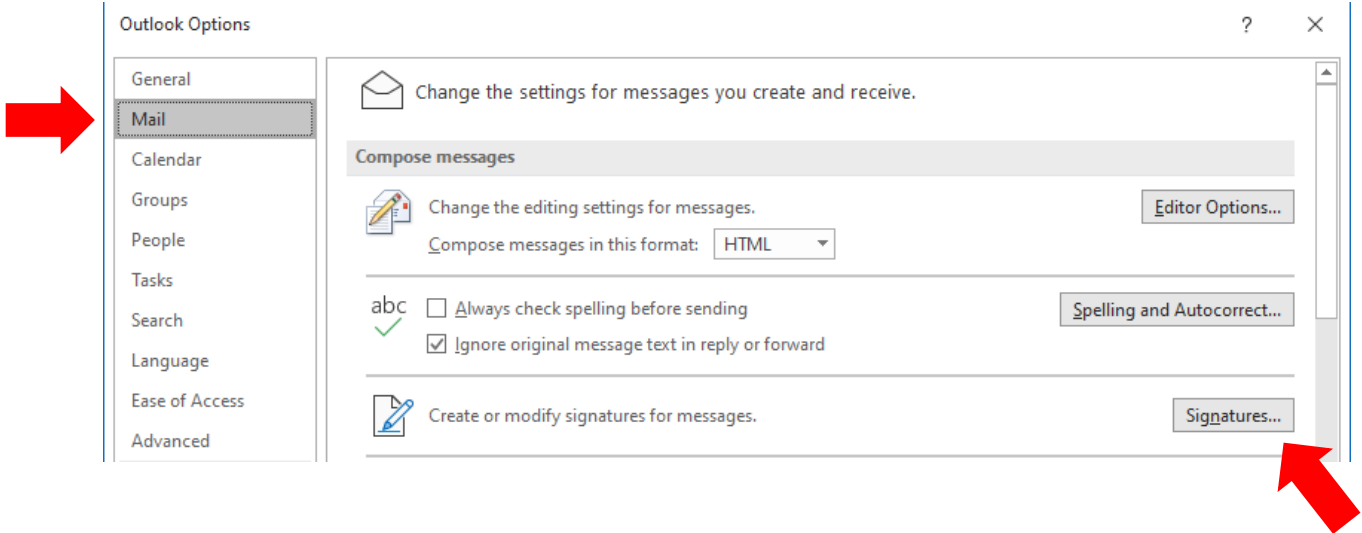 Outlook Options
?
General
Mail
Calendar
Groups
People
Tasks
Search
Language
Ease of Access
Advanced
Change the settings for messages you create and receive.
Compose messages
Change the editing settings for messages.
Editor Options...
Compose messages in this format: HTML
abc
Always check spelling before sending
Spelling and Autocorrect...
Ignore original message text in reply or forward
Create or modify signatures for messages.
Signatures...